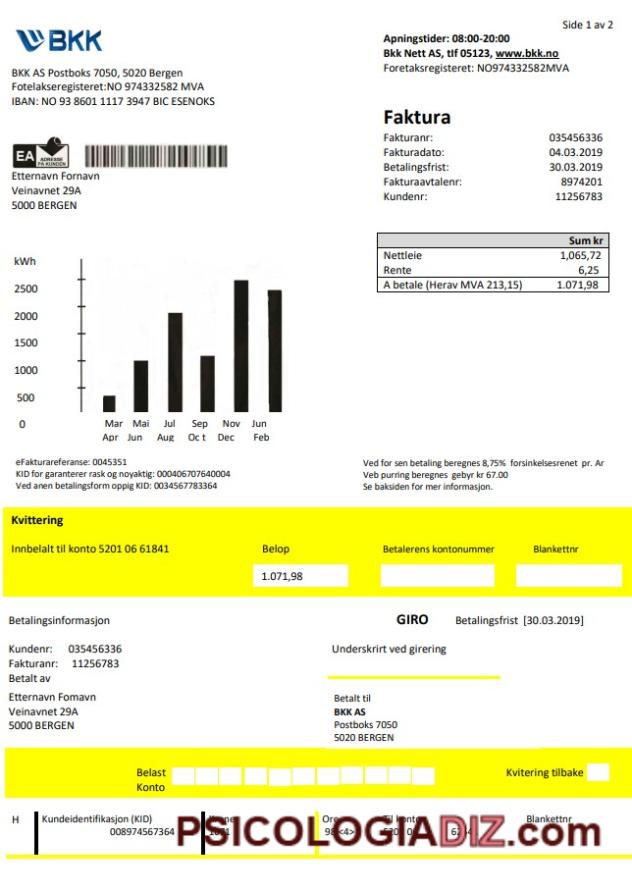 Side 1 av 2
BKK
Apningstider: 08:00-20:00
Bkk Nett AS, tlf 05123, www.bkk.no
Foretaksregisteret: NO974332582MVA
BKK AS Postboks 7050, 5020 Bergen
Fotelakseregisteret:NO 974332582 MVA
IBAN: NO 93 8601 1117 3947 BIC ESENOKS
Faktura
Fakturanr: 035456336
Fakturadato: 04.03.2019
Betalingsfrist: 30.03.2019
Fakturaavtalenr: 8974201
Kundenr: 11256783
EA ADRESSE PA KUNDEN
Etternavn Fornavn
Veinavnet 29A
5000 BERGEN
Sum kr
Nettleie 1,065,72
Rente 6,25
A betale (Herav MVA 213,15) 1.071,98
kWh
2500
2000
1500
1000
500
0
Mar Mai Jul Sep Nov Jun
Apr Jun Aug Oc t Dec Feb
eFakturareferanse: 0045351
KID for garanterer rask og noyaktig: 000406707640004
Ved anen betalingsform oppig KID: 0034567783364
Ved for sen betaling beregnes 8,75% forsinkelsesrenet pr. Ar
Veb purring beregnes gebyr kr 67.00
Se baksiden for mer informasjon.
Kvittering
Innbelalt til konto 5201 06 61841
Belop
Betalerens kontonummer
Blankettnr
1.071,98
Betalingsinformasjon
GIRO Betalingsfrist [30.03.2019]
Kundenr: 035456336
Fakturanr: 11256783
Betalt av
Underskrirt ved girering
Etternavn Fomavn
Veinavnet 29A
5000 BERGEN
Betalt til
BKK AS
Postboks 7050
5020 BERGEN
Belast
Konto
Kvitering tilbake
H Kundeidentifikasjon (KID) Blankettnr
008974567364
PSICOLOGIADIZ.COM